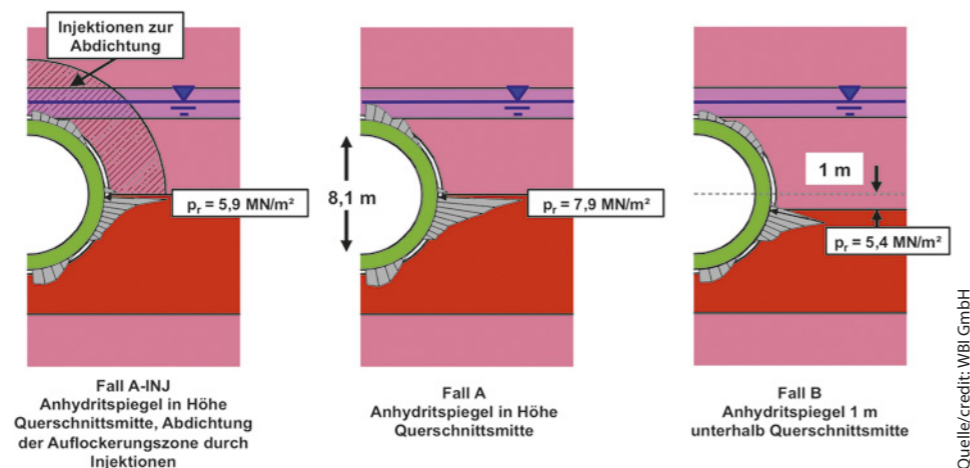 Injektionen zur
Abdichtung
pr = 5,9 MN/m²
Fall A-INJ
Anhydritspiegel in Höhe
Querschnittsmitte, Abdichtung
der Auflockerungszone durch
Injektionen
8,1 m
pr = 7,9 MN/m²
Fall A
Anhydritspiegel in Höhe
Querschnittsmitte
1 m
pr = 5,4 MN/m²
Fall B
Anhydritspiegel 1 m
unterhalb Querschnittsmitte
Quelle/credit: WBI GmbH